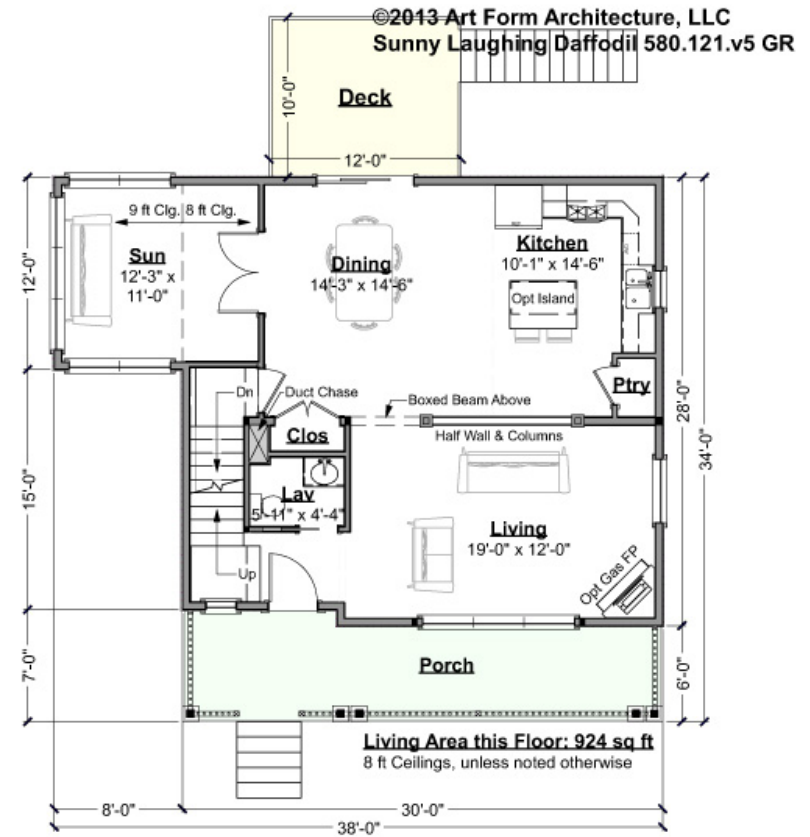 ©2013 Art Form Architecture, LLC
Sunny Laughing Daffodil 580.121.v5 GR
10'-0"
Deck
12'-0"
9 ft Clg.
8 ft Clg.
Sun
12'-3" x
11'-0"
12'-0"
Dining
14'-3" x 14'-6"
Kitchen
10'-1" x 14'-6"
Opt Island
Ptry
Dn
Duct Chase
Boxed Beam Above
Clos
Half Wall & Columns
Lav
5'-11" x 4'-4"
Living
19'-0" x 12'-0"
Up
Opt Gas FP
15'-0"
28'-0"
34'-0"
7'-0"
Porch
6'-0"
Living Area this Floor: 924 sq ft
8 ft Ceilings, unless noted otherwise
8'-0"
30'-0"
38'-0"